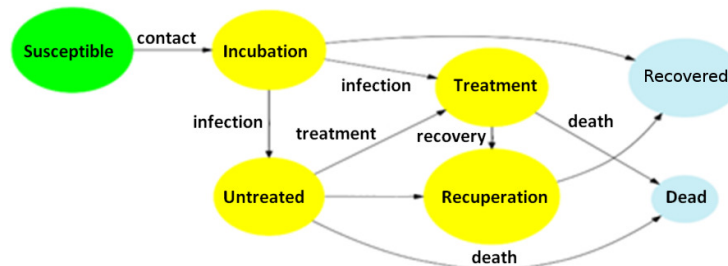 Susceptible
contact
Incubation
infection
Treatment
Recovered
infection
treatment
recovery
death
Untreated
Recuperation
Dead
death